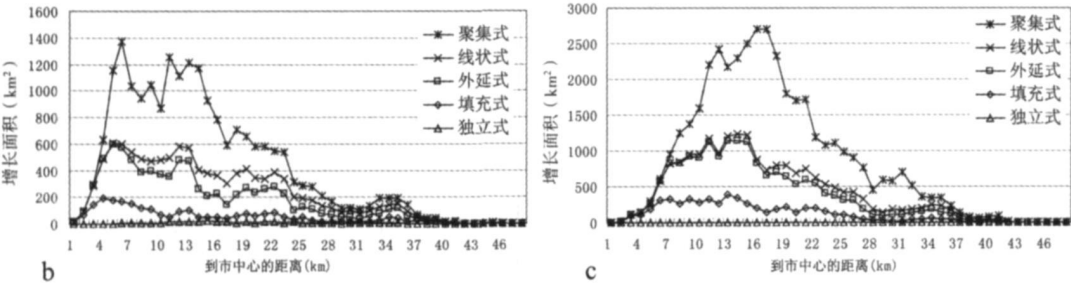 1600
1400
1200
1000
800
600
400
200
0
增长面积(km²)
聚集式
线状式
外延式
填充式
独立式
1 4 7 10 13 16 19 22 25 28 31 34 37 40 43 46
到市中心的距离(km)
b
3000
2500
2000
1500
1000
500
0
增长面积(km²)
聚集式
线状式
外延式
填充式
独立式
1 4 7 10 13 16 19 22 25 28 31 34 37 40 43 46
到市中心的距离(km)
c